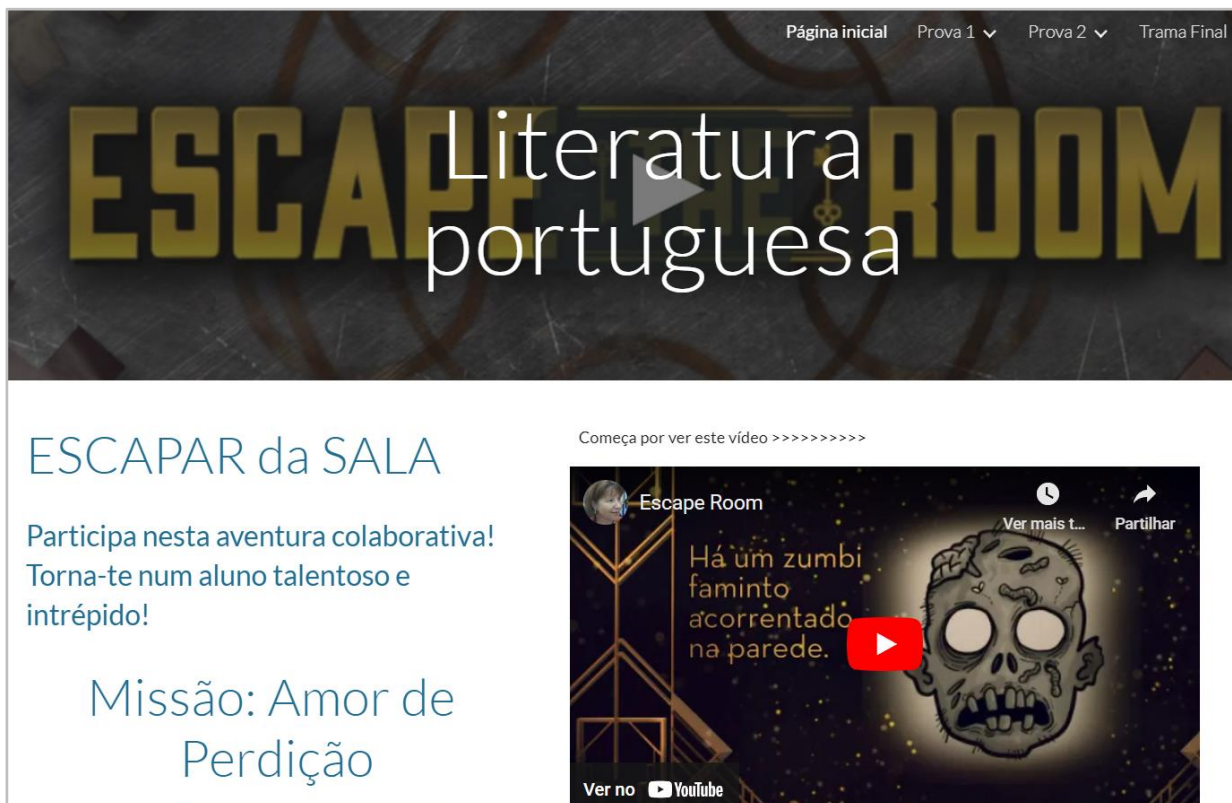 Página inicial Prova 1 Prova 2 Trama Final
ESCAPE THE ROOM
Literatura
portuguesa
ESCAPAR da SALA
Participa nesta aventura colaborativa!
Torna-te num aluno talentoso e
intrépido!
Missão: Amor de
Perdição
Começa por ver este vídeo >>>>>>>>>>
Escape Room
Ver mais t...
Partilhar
Há um zumbi
faminto
acorrentado
na parede.
Ver no YouTube